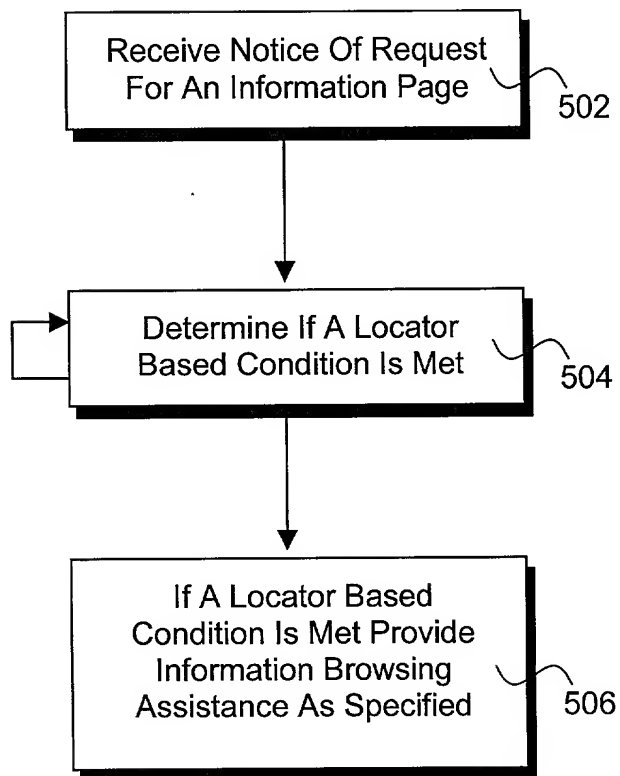 Receive Notice Of Request
For An Information Page
502
Determine If A Locator
Based Condition Is Met
504
If A Locator Based
Condition Is Met Provide
Information Browsing
Assistance As Specified
506